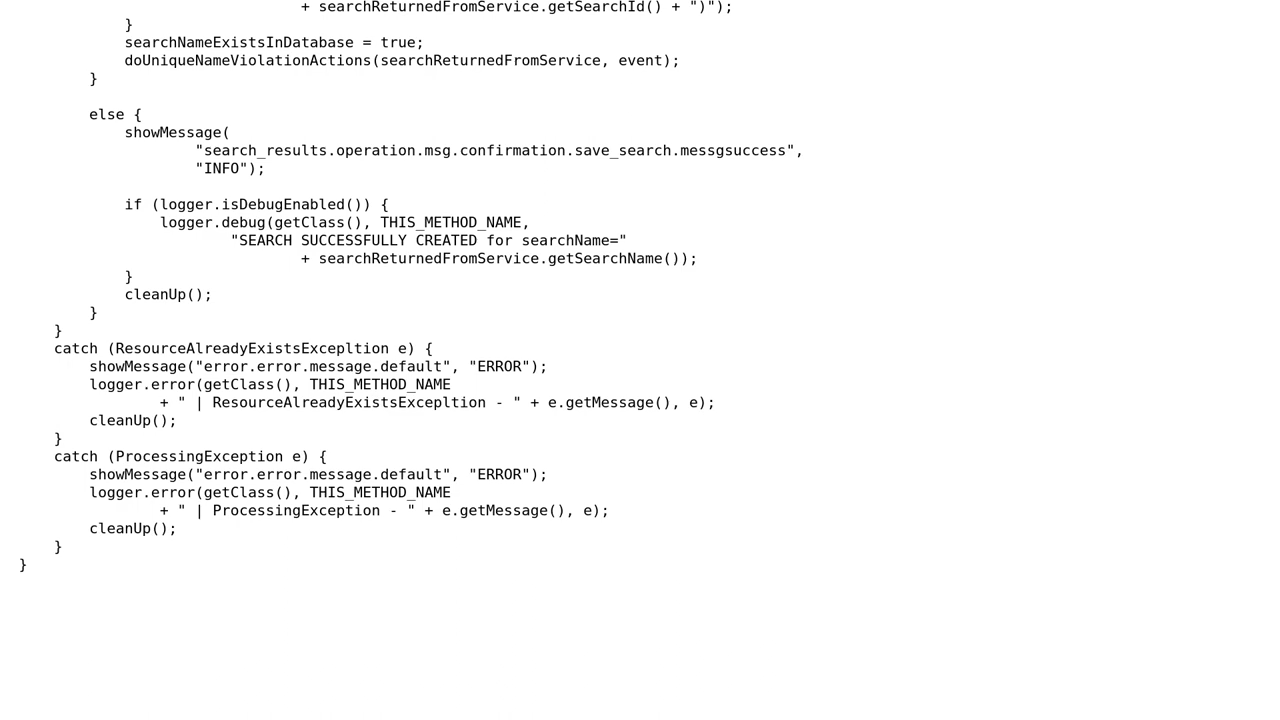 + searchReturnedFromService.getSearchId() + ")");
}
searchNameExistsInDatabase = true;
doUniqueNameViolationActions(searchReturnedFromService, event);
}
else {
showMessage(
"search_results.operation.msg.confirmation.save_search.messgsuccess",
"INFO");
if (logger.isDebugEnabled()) {
logger.debug(getClass(), THIS_METHOD_NAME,
"SEARCH SUCCESSFULLY CREATED for searchName="
+ searchReturnedFromService.getSearchName());
}
cleanUp();
}
}
catch (ResourceAlreadyExistsExcepltion e) {
showMessage("error.error.message.default", "ERROR");
logger.error(getClass(), THIS_METHOD_NAME
+ " | ResourceAlreadyExistsExcepltion - " + e.getMessage(), e);
cleanUp();
}
catch (ProcessingException e) {
showMessage("error.error.message.default", "ERROR");
logger.error(getClass(), THIS_METHOD_NAME
+ " | ProcessingException - " + e.getMessage(), e);
cleanUp();
}
}